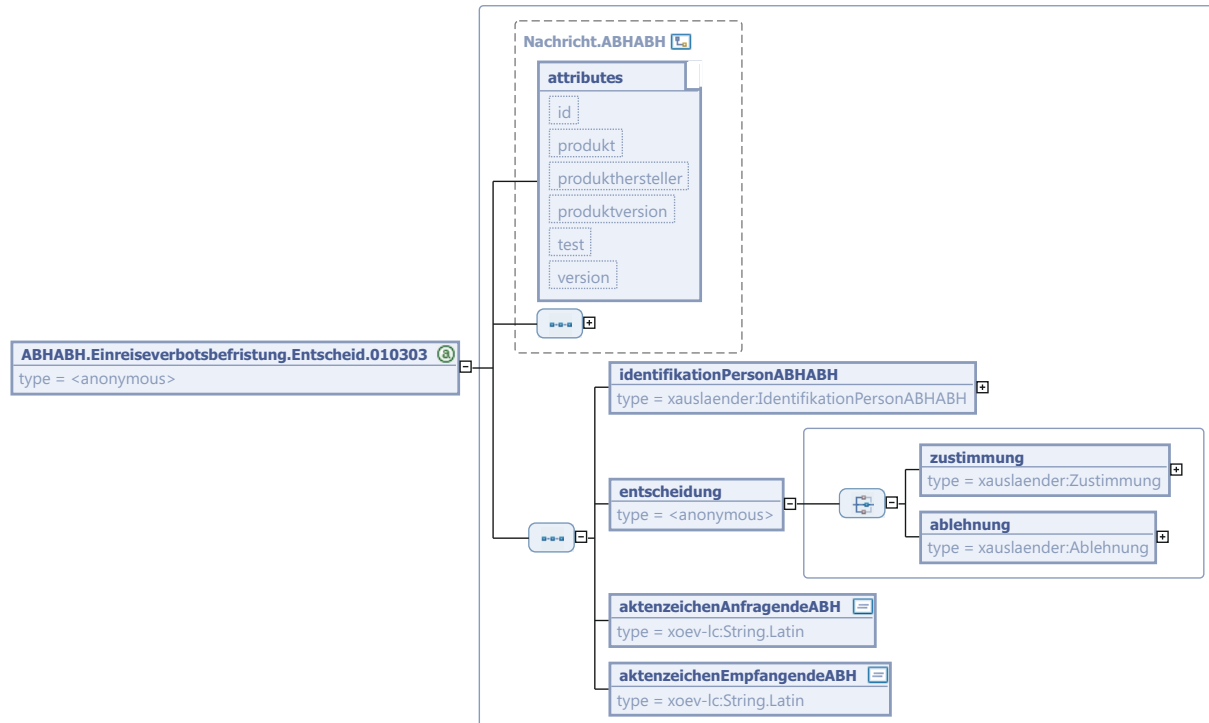 Nachricht.ABHABH
attributes
id
produkt
produkthersteller
produktversion
test
version
ABHABH.Einreiseverbotsbefristung.Entscheid.010303 a
type = <anonymous>
identifikationPersonABHABH
type = xauslaender:IdentifikationPersonABHABH
entscheidung
type = <anonymous>
zustimmung
type = xauslaender:Zustimmung
ablehnung
type = xauslaender:Ablehnung
aktenzeichenAnfragendeABH
type = xoev-lc:String.Latin
aktenzeichenEmpfangendeABH
type = xoev-lc:String.Latin